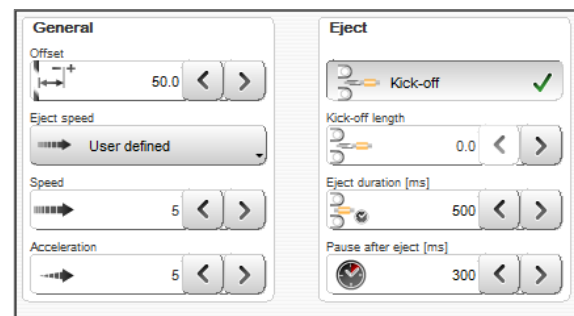 General
Offset
50.0
Eject speed
User defined
Speed
5
Acceleration
5
Eject
Kick-off
Kick-off length
0.0
Eject duration [ms]
500
Pause after eject [ms]
300